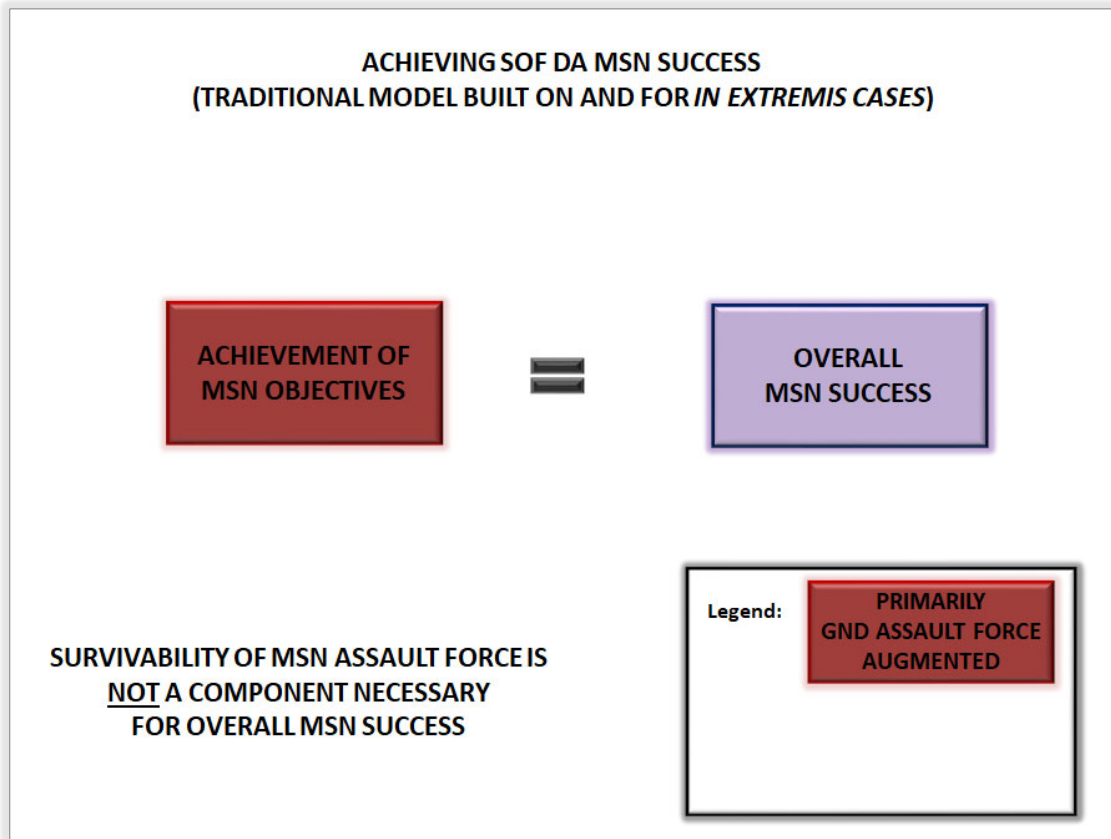 ACHIEVING SOF DA MSN SUCCESS
(TRADITIONAL MODEL BUILT ON AND FOR IN EXTREMIS CASES)
ACHIEVEMENT OF
MSN OBJECTIVES
=
OVERALL
MSN SUCCESS
SURVIVABILITY OF MSN ASSAULT FORCE IS
NOT A COMPONENT NECESSARY
FOR OVERALL MSN SUCCESS
Legend:
PRIMARILY
GND ASSAULT FORCE
AUGMENTED